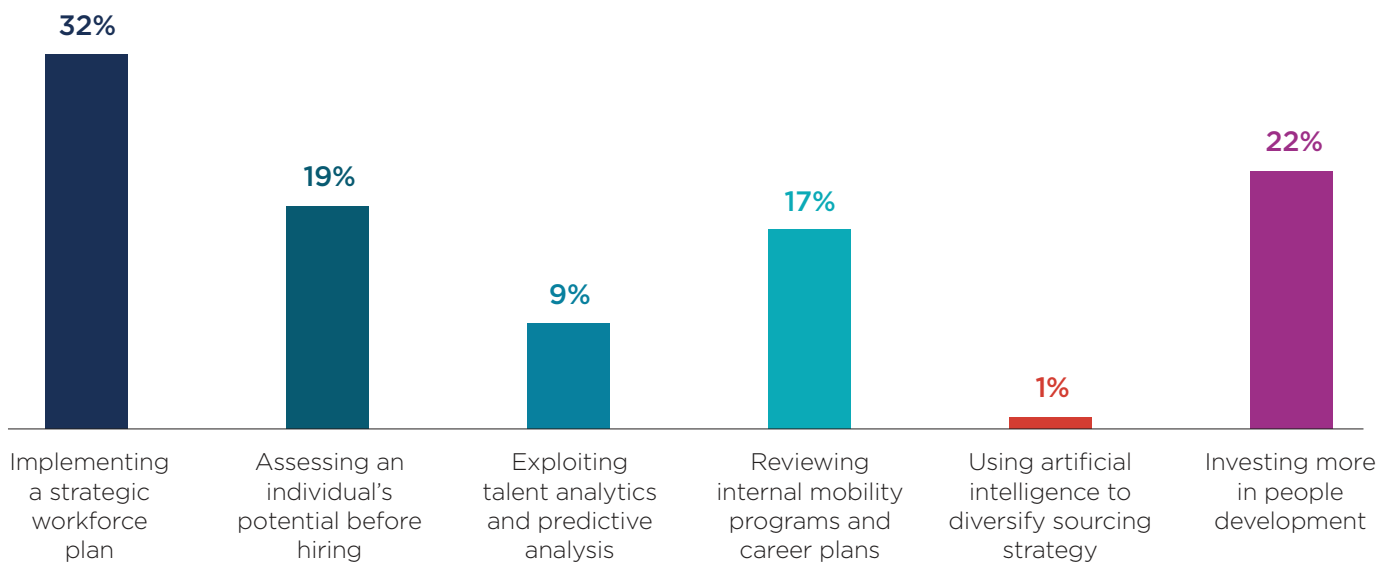 32%
19%
9%
17%
1%
22%
Implementing
a strategic
workforce
plan
Assessing an
individual’s
potential before
hiring
Exploiting
talent analytics
and predictive
analysis
Reviewing
internal mobility
programs and
career plans
Using artificial
intelligence to
diversify sourcing
strategy
Investing more
in people
development